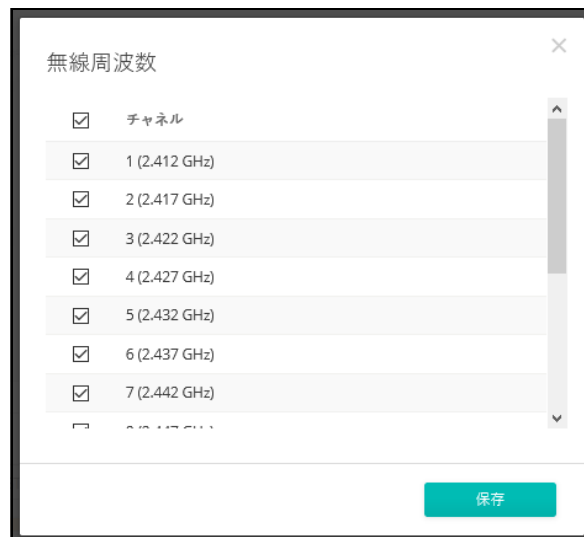 無線周波数
チャネル
1 (2.412 GHz)
2 (2.417 GHz)
3 (2.422 GHz)
4 (2.427 GHz)
5 (2.432 GHz)
6 (2.437 GHz)
7 (2.442 GHz)
保存